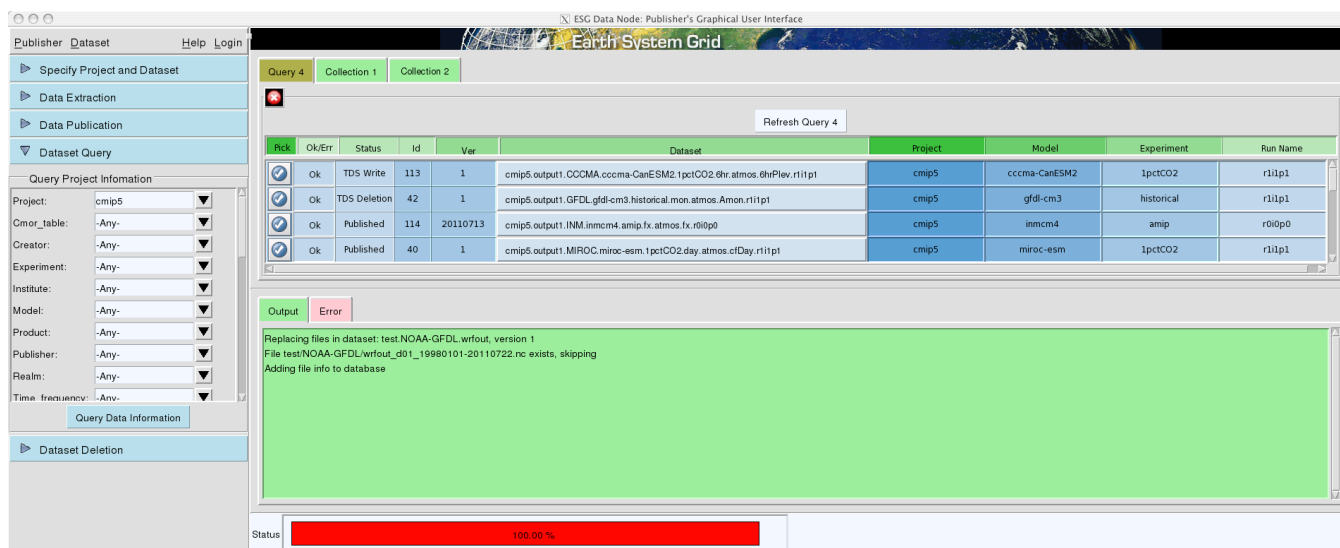 ESG Data Node: Publisher's Graphical User Interface
Publisher Dataset Help Login
Earth System Grid
Specify Project and Dataset
Data Extraction
Data Publication
Dataset Query
Query Project Infomation
Project: cmip5
Cmor_table: -Any-
Creator: -Any-
Experiment: -Any-
Institute: -Any-
Model: -Any-
Product: -Any-
Publisher: -Any-
Realm: -Any-
Time_frequency: -Any-
Query Data Information
Dataset Deletion
Query 4 Collection 1 Collection 2
Refresh Query 4
Pick Ok/Err Status Id Ver Dataset Project Model Experiment Run Name
Ok TDS Write 113 1 cmip5.output1.CCCMA.cccma-CanESM2.1pctCO2.6hr.atmos.6hrPlev.r1i1p1 cmip5 cccma-CanESM2 1pctCO2 r1i1p1
Ok TDS Deletion 42 1 cmip5.output1.GFDL.gfdl-cm3.historical.mon.atmos.Amon.r1i1p1 cmip5 gfdl-cm3 historical r1i1p1
Ok Published 114 20110713 cmip5.output1.INM.inmcm4.amip.fx.atmos.fx.r0i0p0 cmip5 inmcm4 amip r0i0p0
Ok Published 40 1 cmip5.output1.MIROC.miroc-esm.1pctCO2.day.atmos.cfDay.r1i1p1 cmip5 miroc-esm 1pctCO2 r1i1p1
Output Error
Replacing files in dataset: test.NOAA-GFDL.wrfout, version 1
File test/NOAA-GFDL/wrfout_d01_19980101-20110722.nc exists, skipping
Adding file info to database
Status 100.00 %